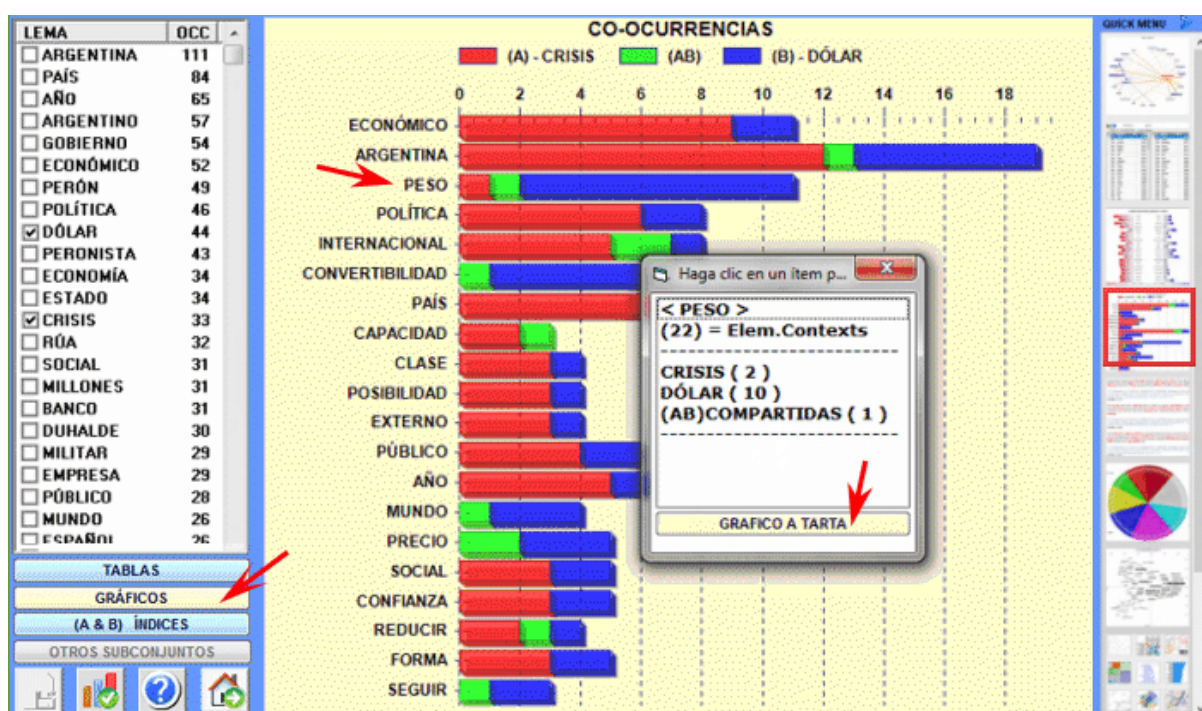 LEMA OCC
ARGENTINA 111
PAÍS 84
AÑO 65
ARGENTINO 57
GOBIERNO 54
ECONÓMICO 52
PERÓN 49
POLÍTICA 46
DÓLAR 44
PERONISTA 43
ECONOMÍA 34
ESTADO 34
CRISIS 33
RÚA 32
SOCIAL 31
MILLONES 31
BANCO 31
DUHALDE 30
MILITAR 29
EMPRESA 29
PÚBLICO 28
MUNDO 26
ESPAÑOL 26
TABLAS
GRÁFICOS
(A & B) ÍNDICES
OTROS SUBCONJUNTOS
CO-OCURRENCIAS
(A) - CRISIS (AB) (B) - DÓLAR
0 2 4 6 8 10 12 14 16 18
ECONÓMICO
ARGENTINA
PESO
POLÍTICA
INTERNACIONAL
CONVERTIBILIDAD
PAÍS
CAPACIDAD
CLASE
POSIBILIDAD
EXTERNO
PÚBLICO
AÑO
MUNDO
PRECIO
SOCIAL
CONFIANZA
REDUCIR
FORMA
SEGUIR
Haga clic en un ítem p...
< PESO >
(22) = Elem.Contexts
CRISIS ( 2 )
DÓLAR ( 10 )
(AB)COMPARTIDAS ( 1 )
GRAFICO A TARTA
QUICK MENU